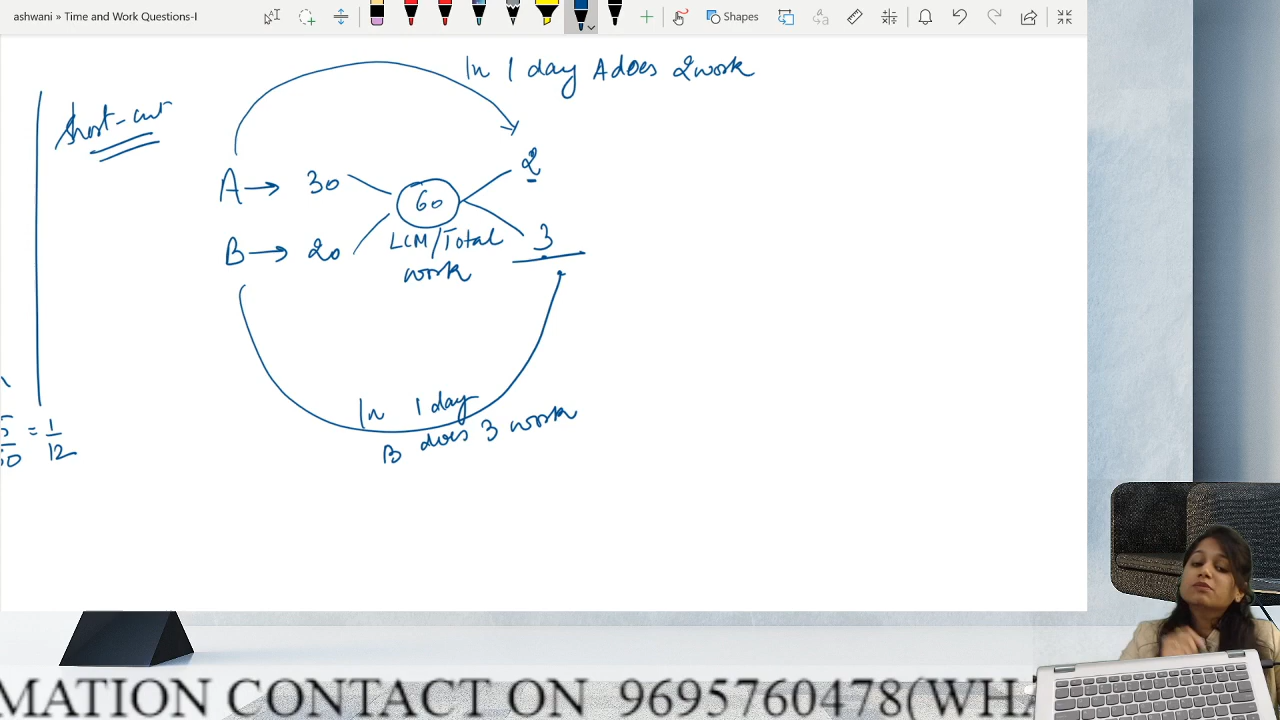 ashwani » Time and Work Questions-I
Shapes
In 1 day A does 2 work
Short-cut
A → 30
60
2
B → 20
LCM/Total
work
3
In 1 day
B does 3 work
= 1/12
MATION CONTACT ON 9695760478(WHA